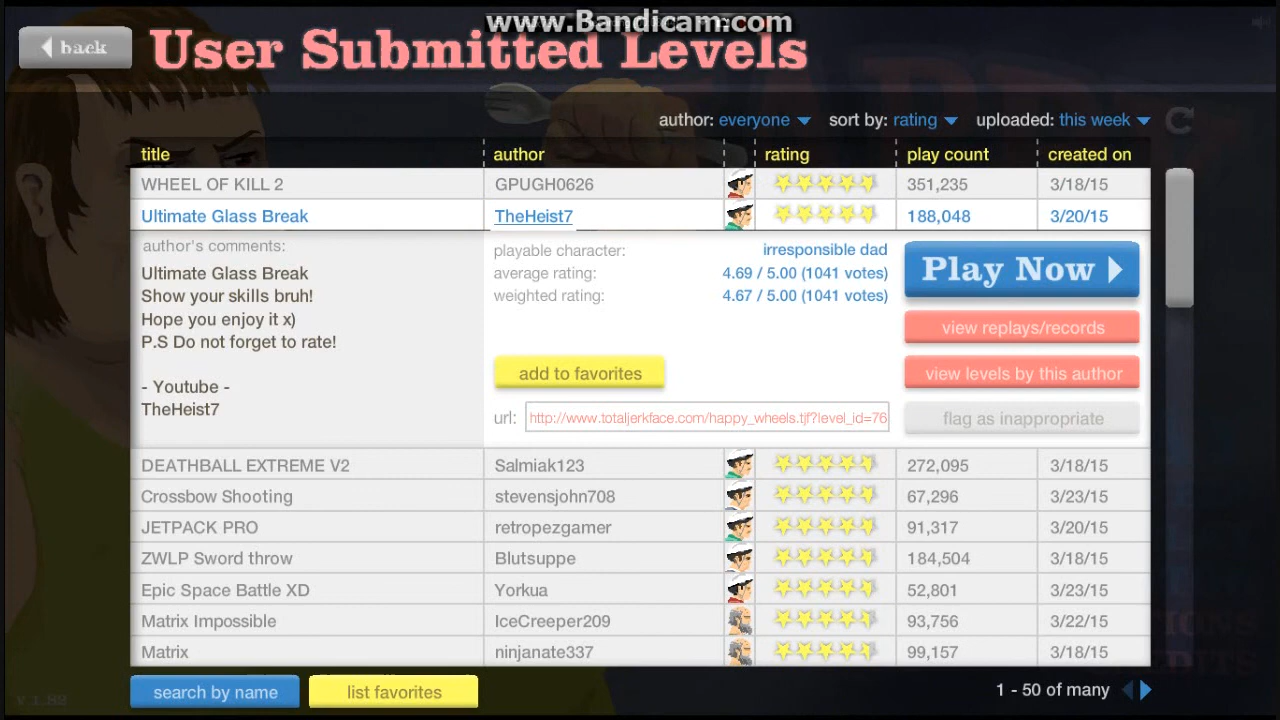 www.Bandicam.com
back
User Submitted Levels
author: everyone sort by: rating uploaded: this week
title author rating play count created on
WHEEL OF KILL 2 GPUGH0626 351,235 3/18/15
Ultimate Glass Break TheHeist7 188,048 3/20/15
author's comments:
Ultimate Glass Break
Show your skills bruh!
Hope you enjoy it x)
P.S Do not forget to rate!
- Youtube -
TheHeist7
playable character: irresponsible dad
average rating: 4.69 / 5.00 (1041 votes)
weighted rating: 4.67 / 5.00 (1041 votes)
add to favorites
url: http://www.totaljerkface.com/happy_wheels.tjf?level_id=76
Play Now
view replays/records
view levels by this author
flag as inappropriate
DEATHBALL EXTREME V2 Salmiak123 272,095 3/18/15
Crossbow Shooting stevensjohn708 67,296 3/23/15
JETPACK PRO retropezgamer 91,317 3/20/15
ZWLP Sword throw Blutsuppe 184,504 3/18/15
Epic Space Battle XD Yorkua 52,801 3/23/15
Matrix Impossible IceCreeper209 93,756 3/22/15
Matrix ninjanate337 99,157 3/18/15
search by name list favorites 1 - 50 of many
v 1.82